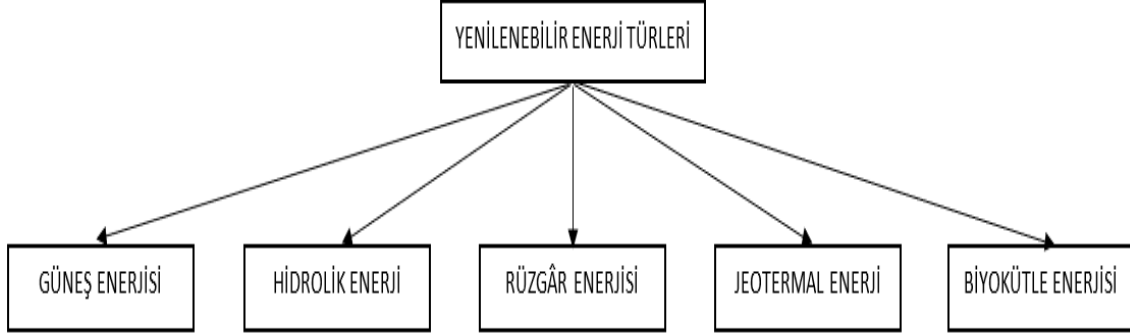 YENİLENEBİLİR ENERJİ TÜRLERİ
GÜNEŞ ENERJİSİ
HİDROLİK ENERJİ
RÜZGÂR ENERJİSİ
JEOTERMAL ENERJİ
BİYOKÜTLE ENERJİSİ